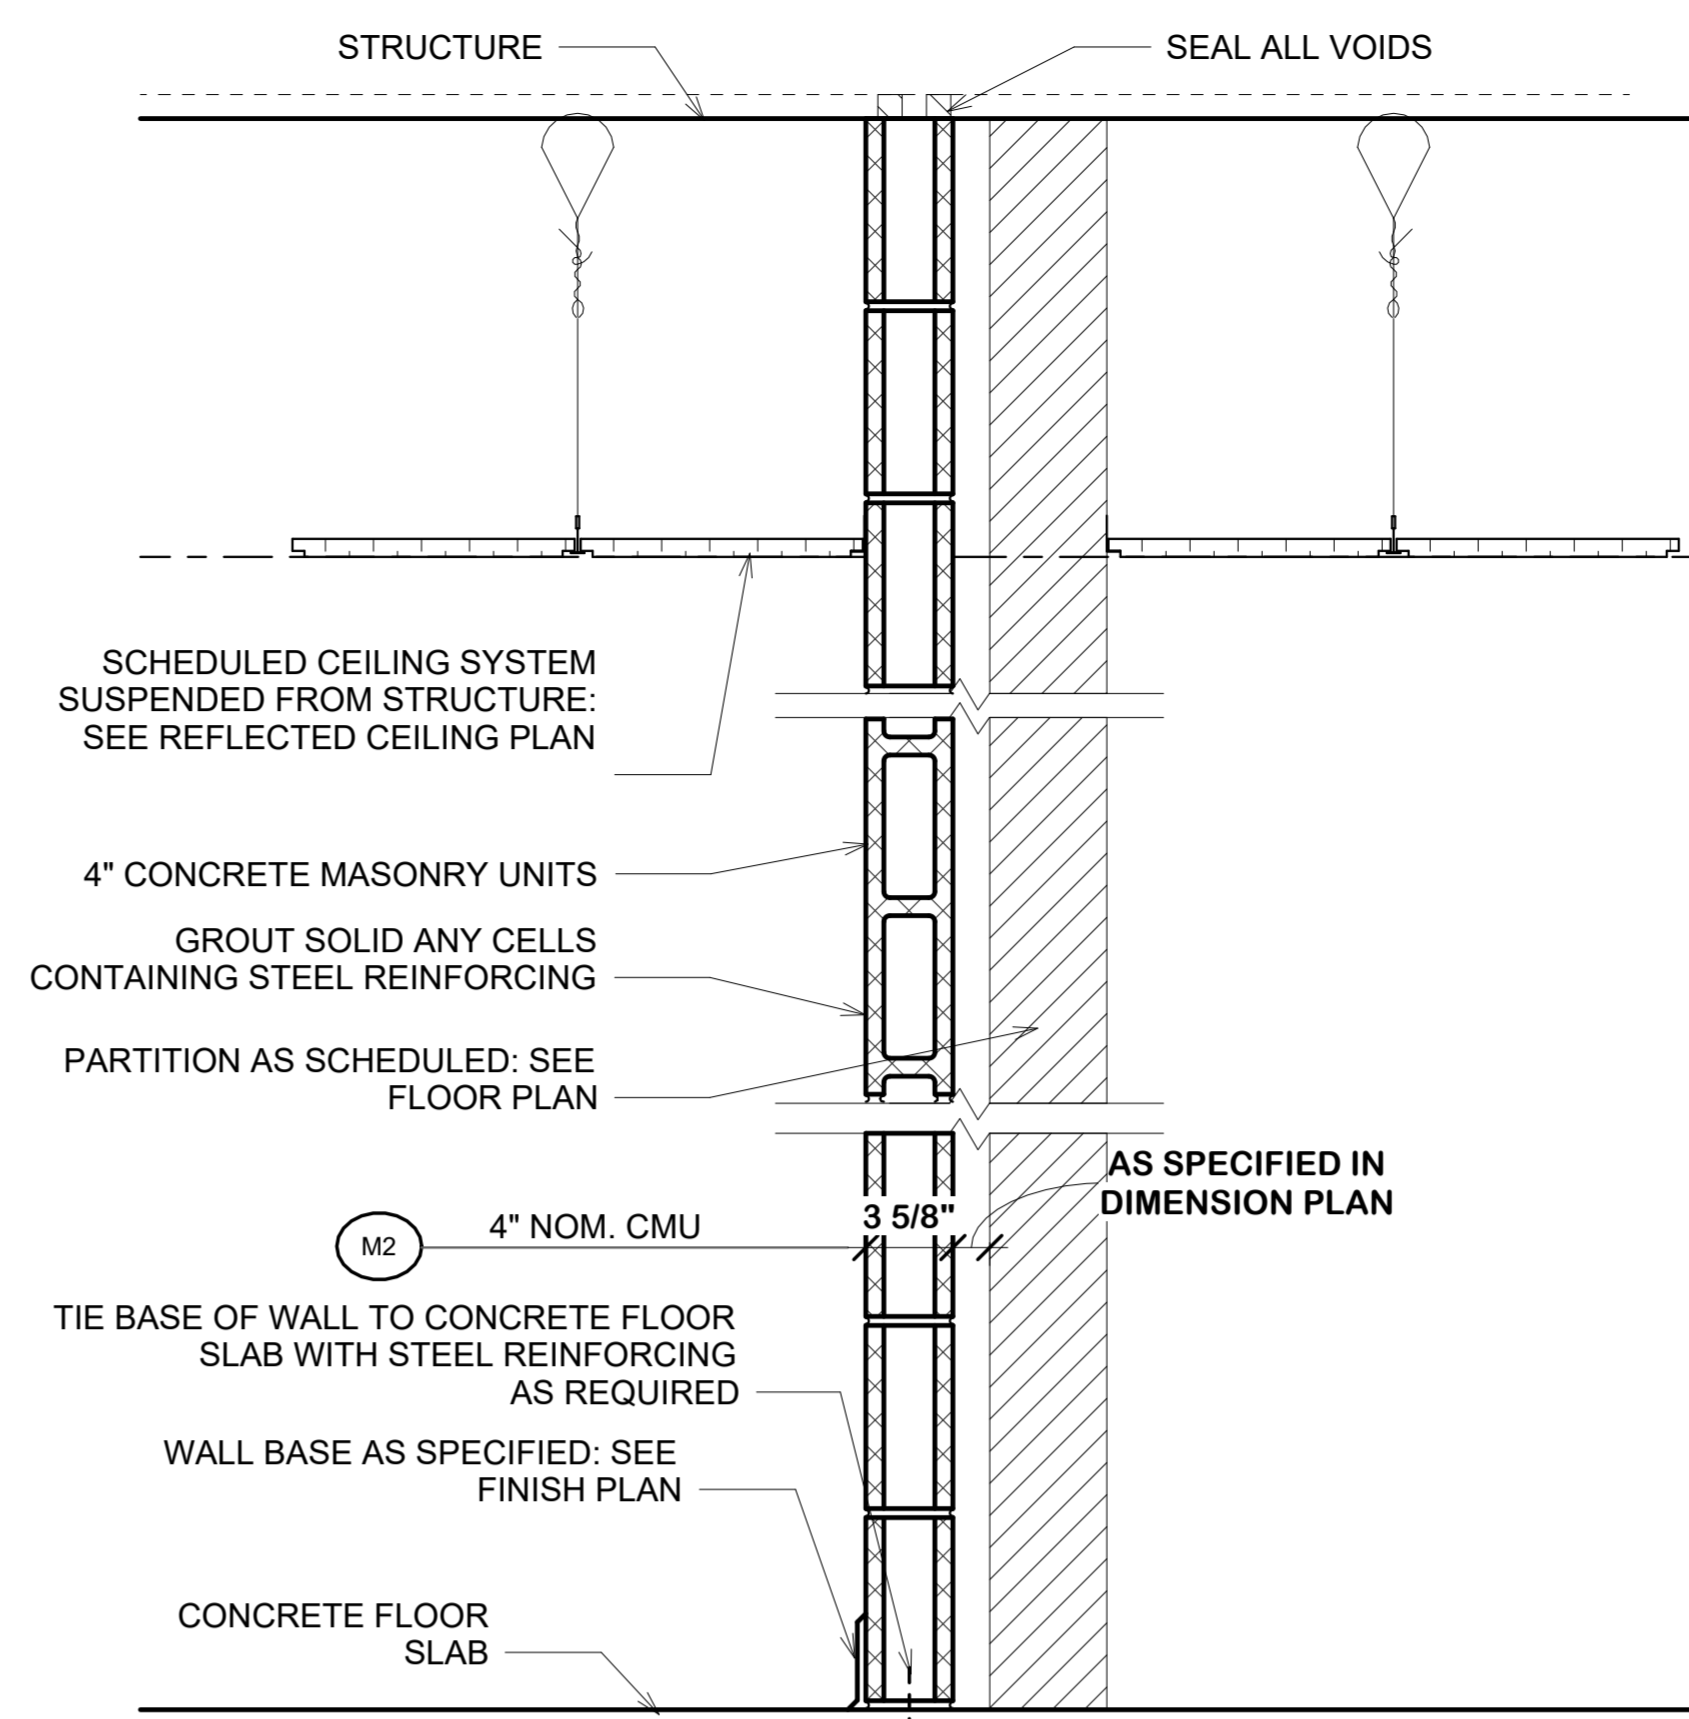 STRUCTURE
SEAL ALL VOIDS
SCHEDULED CEILING SYSTEM
SUSPENDED FROM STRUCTURE:
SEE REFLECTED CEILING PLAN
4" CONCRETE MASONRY UNITS
GROUT SOLID ANY CELLS
CONTAINING STEEL REINFORCING
PARTITION AS SCHEDULED: SEE
FLOOR PLAN
AS SPECIFIED IN
DIMENSION PLAN
3 5/8"
M2
4" NOM. CMU
TIE BASE OF WALL TO CONCRETE FLOOR
SLAB WITH STEEL REINFORCING
AS REQUIRED
WALL BASE AS SPECIFIED: SEE
FINISH PLAN
CONCRETE FLOOR
SLAB